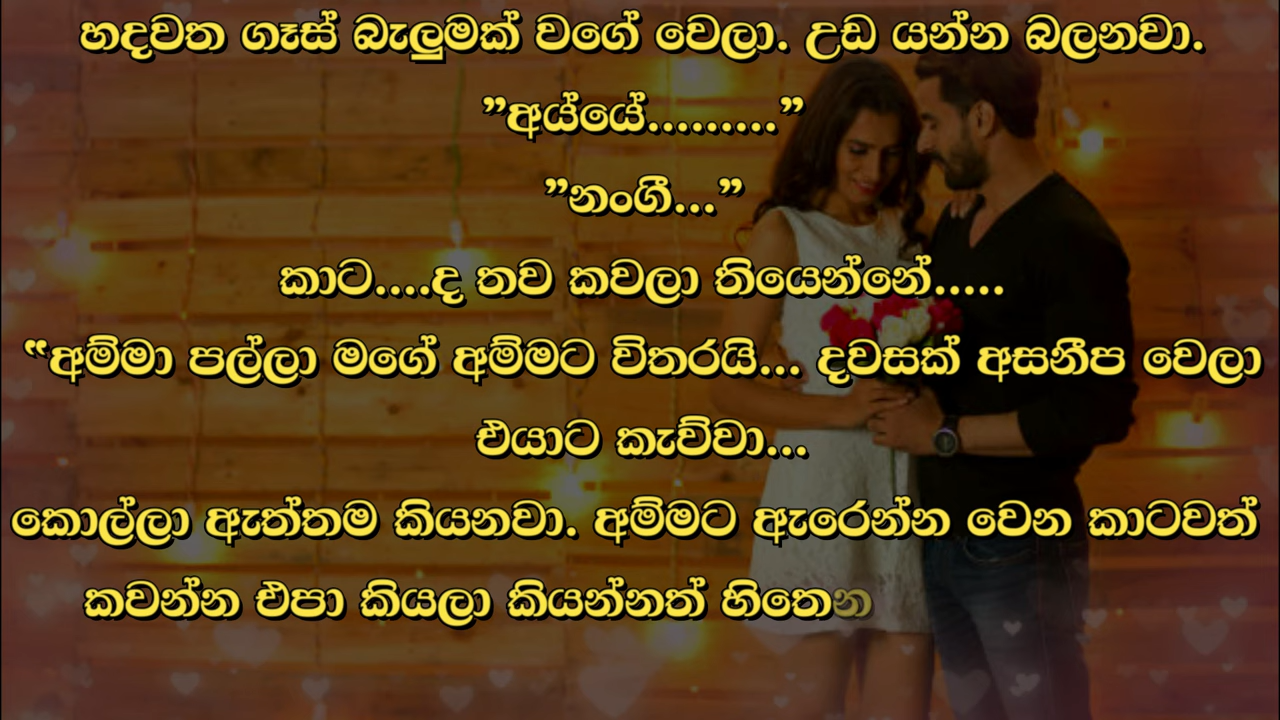 හදවත ගෑස් බැලුමක් වගේ වෙලා. උඩ යන්න බලනවා.
”අය්යේ.........”
”නංගී...”
කාට....ද තව කවලා තියෙන්නේ.....
“අම්මා පල්ලා මගේ අම්මට විතරයි... දවසක් අසනීප වෙලා
එයාට කැව්වා...
කොල්ලා ඇත්තම කියනවා. අම්මට ඇරෙන්න වෙන කාටවත්
කවන්න එපා කියලා කියන්නත් හිතෙන